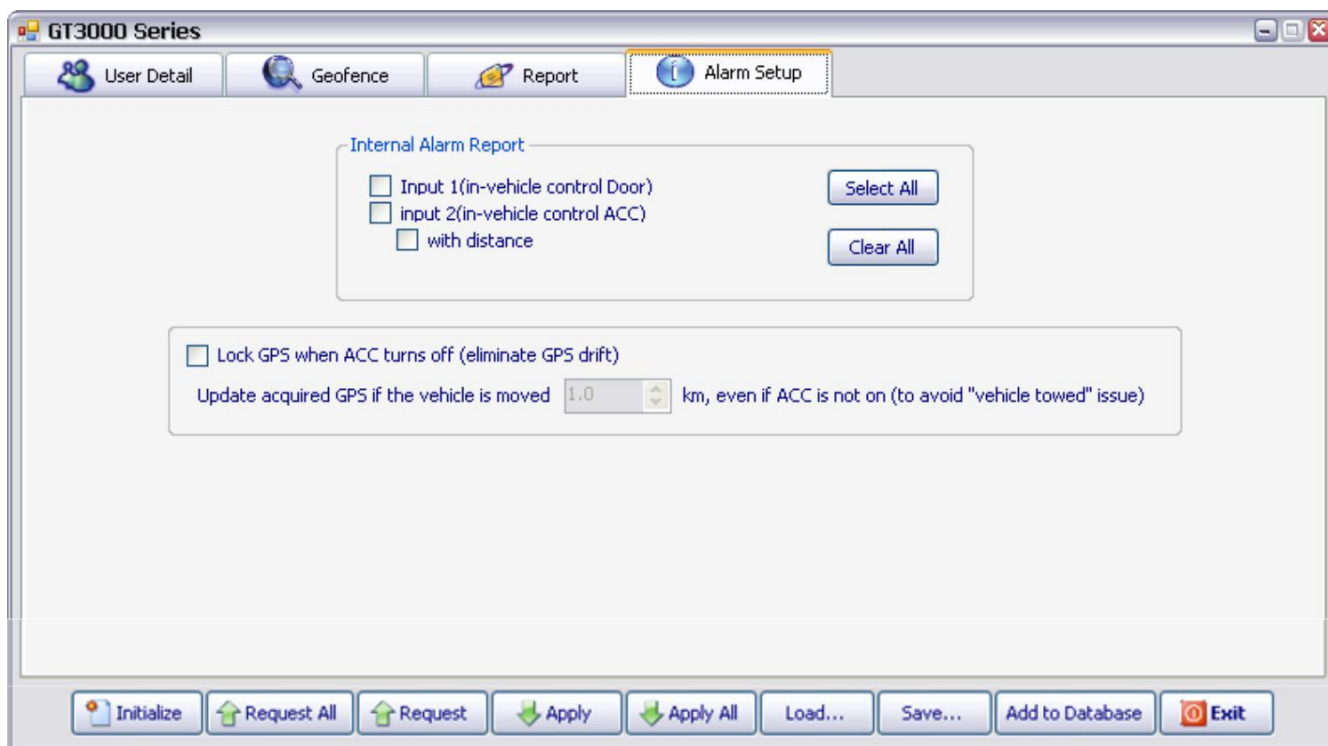 GT3000 Series
User Detail
Geofence
Report
Alarm Setup
Internal Alarm Report
Input 1(in-vehicle control Door)
Select All
input 2(in-vehicle control ACC)
with distance
Clear All
Lock GPS when ACC turns off (eliminate GPS drift)
Update acquired GPS if the vehicle is moved 1.0 km, even if ACC is not on (to avoid "vehicle towed" issue)
Initialize
Request All
Request
Apply
Apply All
Load...
Save...
Add to Database
Exit